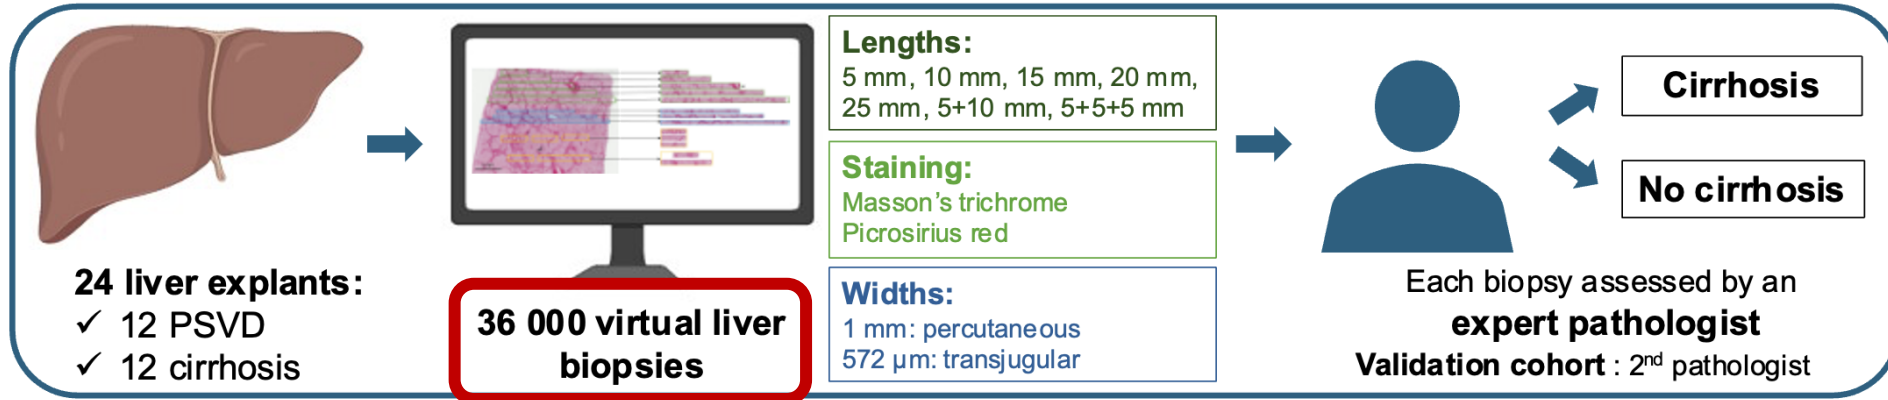 24 liver explants:
✓ 12 PSVD
✓ 12 cirrhosis
36 000 virtual liver
biopsies
Lengths:
5 mm, 10 mm, 15 mm, 20 mm,
25 mm, 5+10 mm, 5+5+5 mm
Staining:
Masson's trichrome
Picrosirius red
Widths:
1 mm: percutaneous
572 µm: transjugular
Cirrhosis
No cirrhosis
Each biopsy assessed by an
expert pathologist
Validation cohort : 2nd pathologist